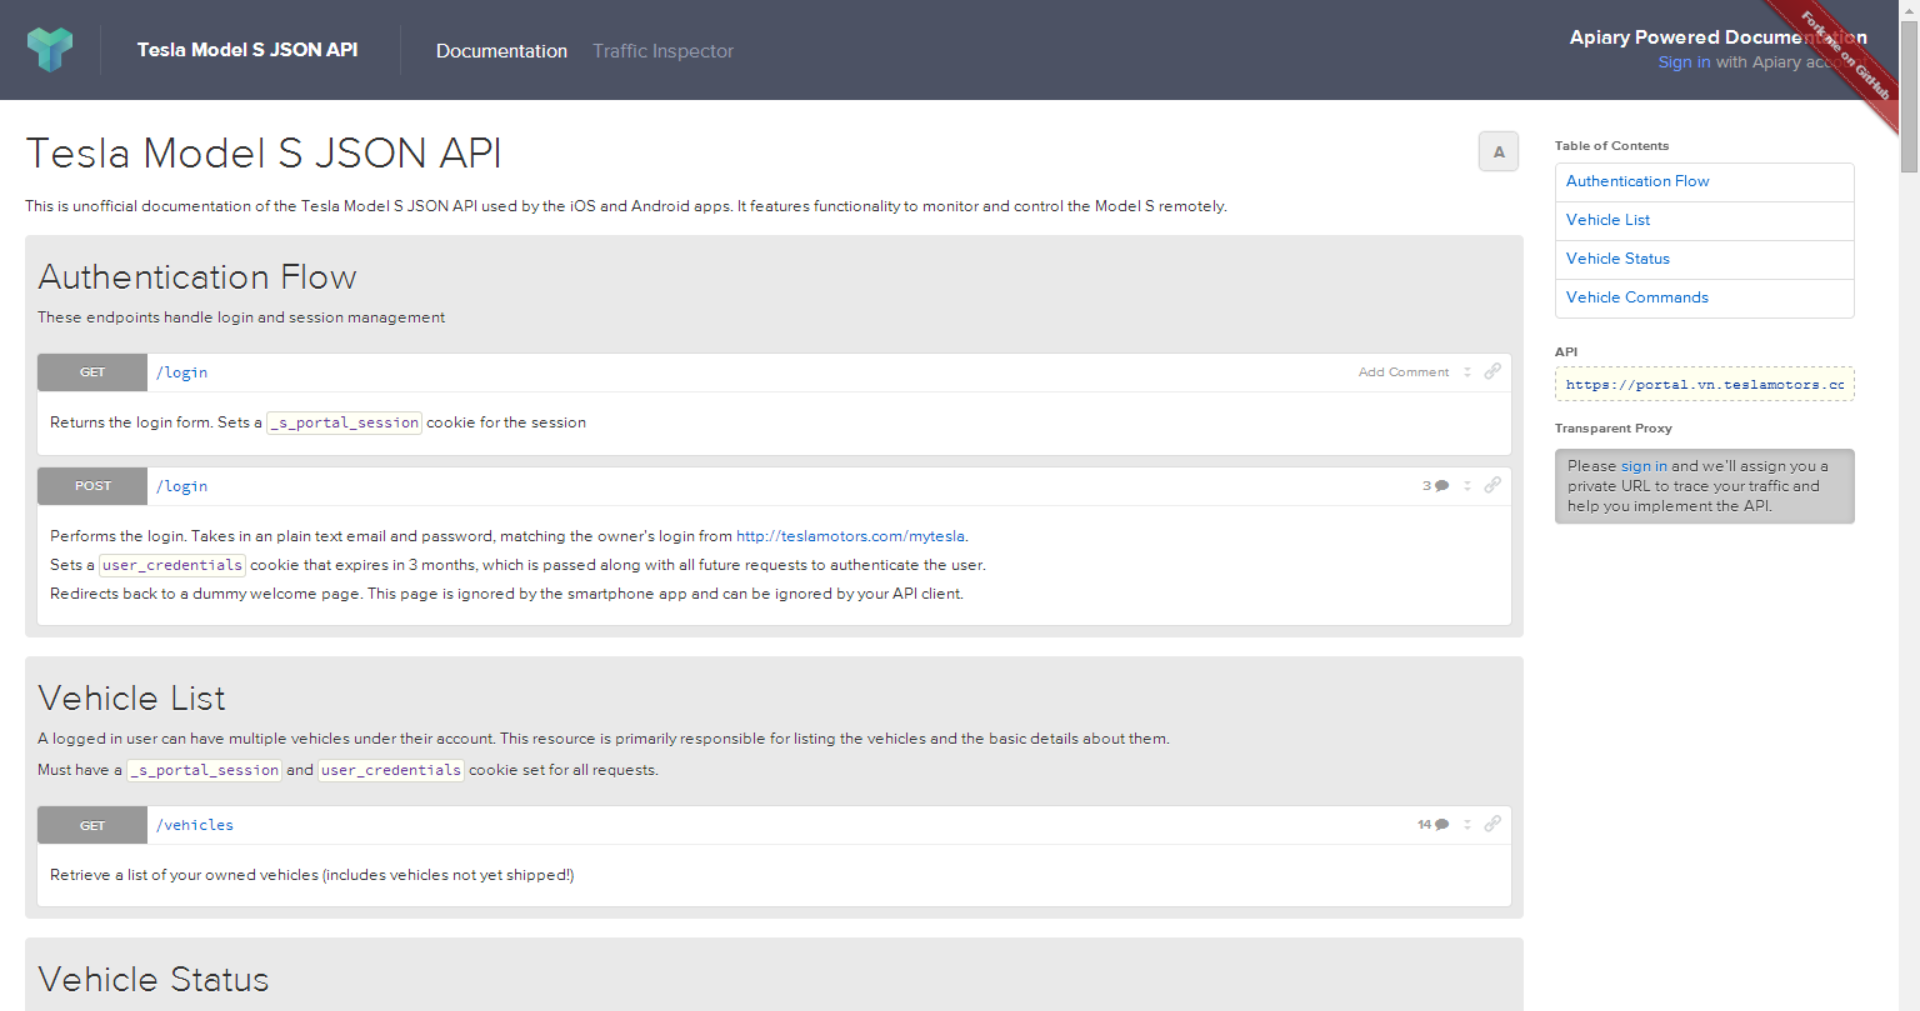 Tesla Model S JSON API
Documentation
Traffic Inspector
Apiary Powered Documentation
Sign in with Apiary account
Fork me on GitHub
Tesla Model S JSON API
A
This is unofficial documentation of the Tesla Model S JSON API used by the iOS and Android apps. It features functionality to monitor and control the Model S remotely.
Authentication Flow
These endpoints handle login and session management
GET /login Add Comment
Returns the login form. Sets a _s_portal_session cookie for the session
POST /login 3
Performs the login. Takes in an plain text email and password, matching the owner's login from http://teslamotors.com/mytesla.
Sets a user_credentials cookie that expires in 3 months, which is passed along with all future requests to authenticate the user.
Redirects back to a dummy welcome page. This page is ignored by the smartphone app and can be ignored by your API client.
Vehicle List
A logged in user can have multiple vehicles under their account. This resource is primarily responsible for listing the vehicles and the basic details about them.
Must have a _s_portal_session and user_credentials cookie set for all requests.
GET /vehicles 14
Retrieve a list of your owned vehicles (includes vehicles not yet shipped!)
Vehicle Status
Table of Contents
Authentication Flow
Vehicle List
Vehicle Status
Vehicle Commands
API
https://portal.vn.teslamotors.cc
Transparent Proxy
Please sign in and we'll assign you a
private URL to trace your traffic and
help you implement the API.